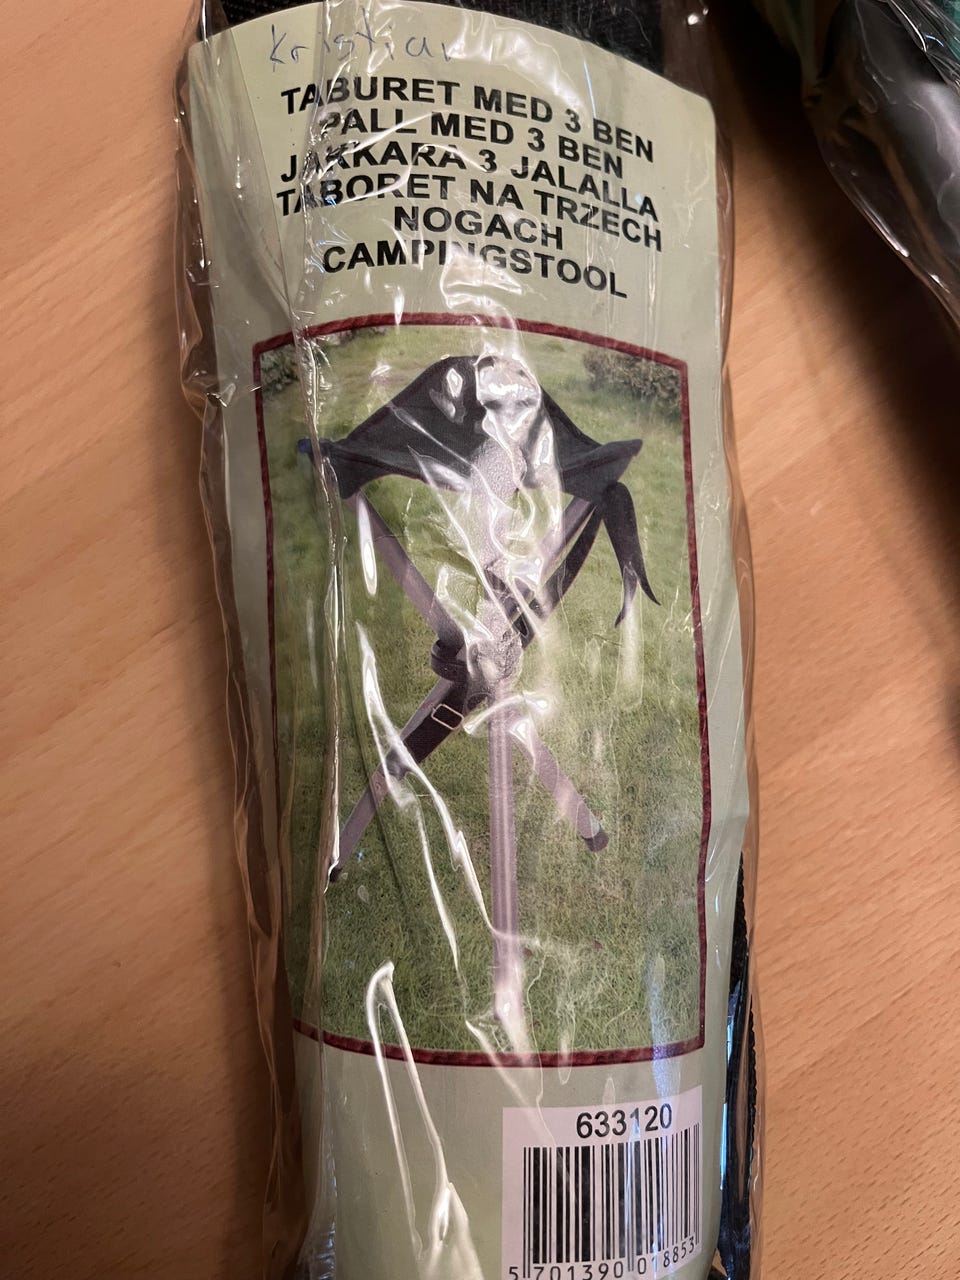 Kristian
TABURET MED 3 BEN
PALL MED 3 BEN
JAKKARA 3 JALALLA
TABORET NA TRZECH
NOGACH
CAMPINGSTOOL
633120
5 701390 018853